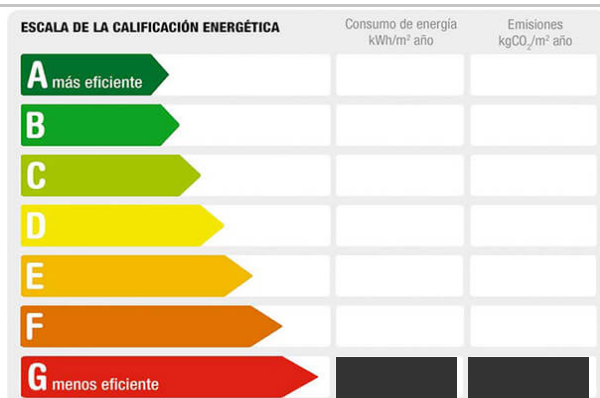 ESCALA DE LA CALIFICACIÓN ENERGÉTICA
Consumo de energía
kWh/m² año
Emisiones
kgCO₂/m² año
A más eficiente
B
C
D
E
F
G menos eficiente